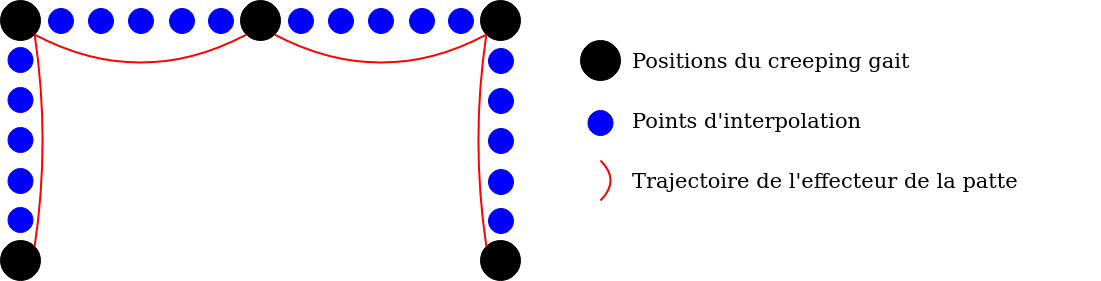 Positions du creeping gait
Points d'interpolation
Trajectoire de l'effecteur de la patte